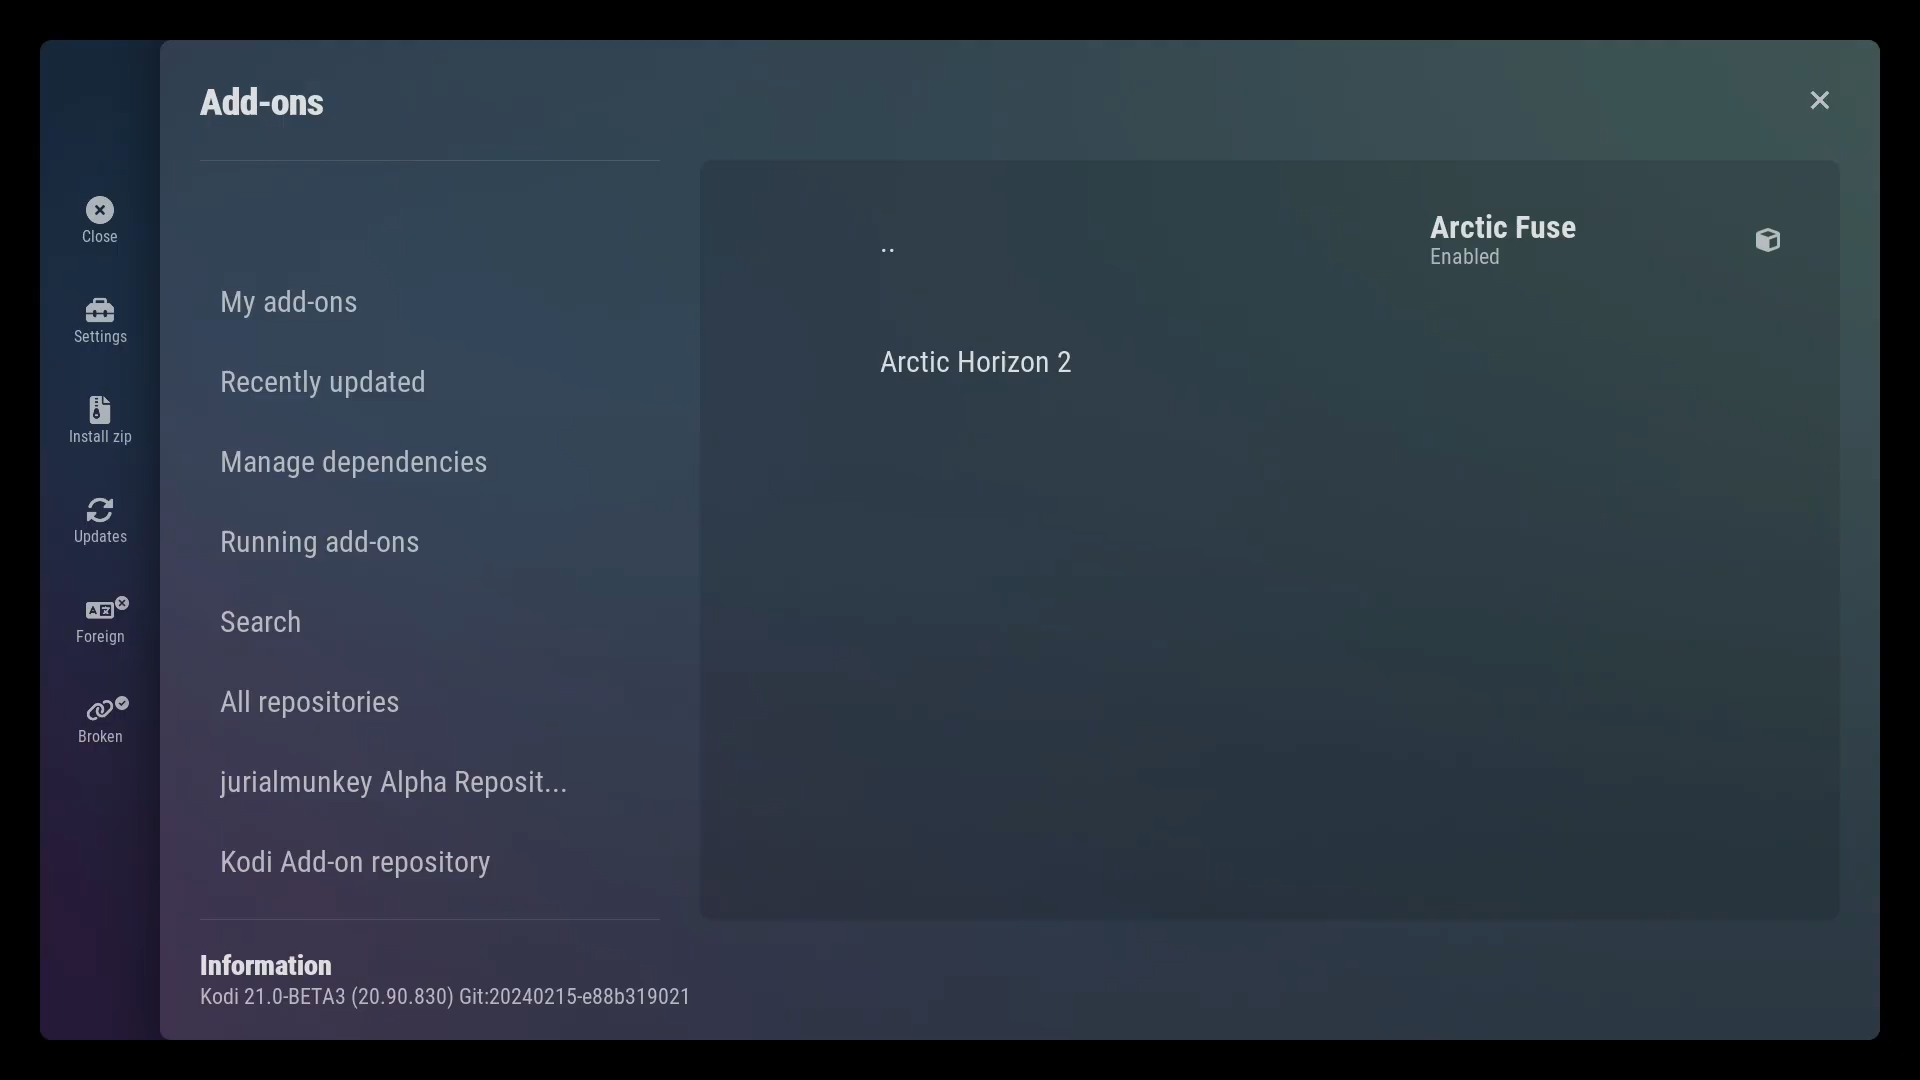 Add-ons
Close
Settings
Install zip
Updates
Foreign
Broken
My add-ons
Recently updated
Manage dependencies
Running add-ons
Search
All repositories
jurialmunkey Alpha Reposit...
Kodi Add-on repository
..
Arctic Fuse
Enabled
Arctic Horizon 2
Information
Kodi 21.0-BETA3 (20.90.830) Git:20240215-e88b319021